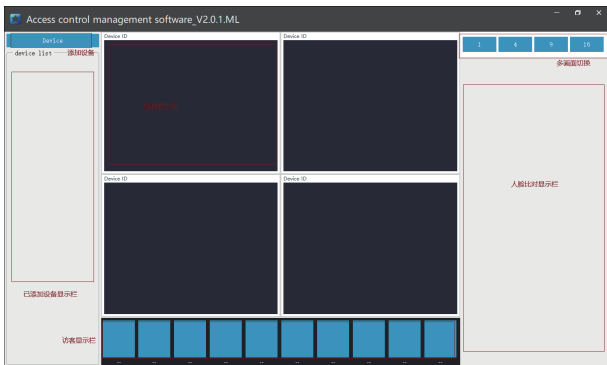 Access control management software_V2.0.1.ML
Device
device list
添加设备
Device ID
Device ID
1
4
9
16
多画面切换
人脸比对显示栏
Device ID
Device ID
已添加设备显示栏
访客显示栏
-- -- -- -- -- -- -- -- -- --